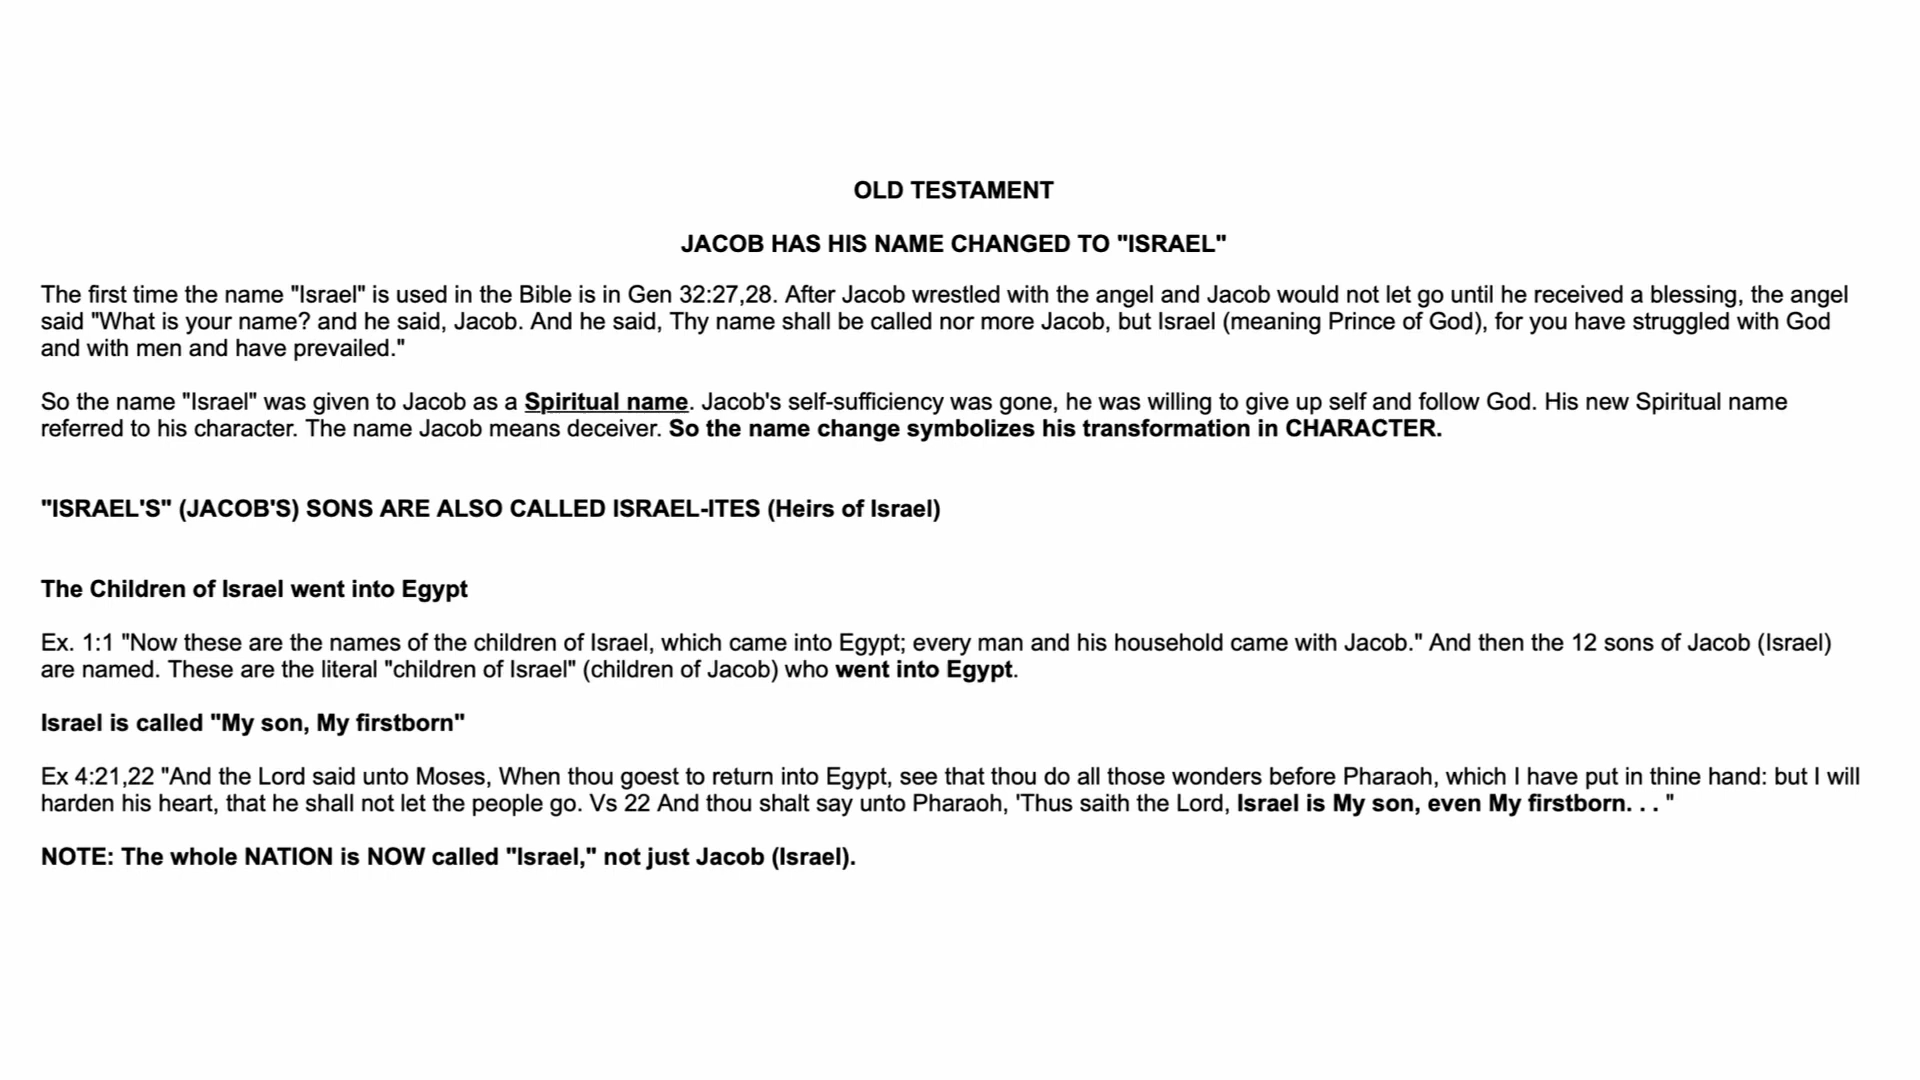 OLD TESTAMENT
JACOB HAS HIS NAME CHANGED TO "ISRAEL"
The first time the name "Israel" is used in the Bible is in Gen 32:27,28. After Jacob wrestled with the angel and Jacob would not let go until he received a blessing, the angel
said "What is your name? and he said, Jacob. And he said, Thy name shall be called nor more Jacob, but Israel (meaning Prince of God), for you have struggled with God
and with men and have prevailed."
So the name "Israel" was given to Jacob as a Spiritual name. Jacob's self-sufficiency was gone, he was willing to give up self and follow God. His new Spiritual name
referred to his character. The name Jacob means deceiver. So the name change symbolizes his transformation in CHARACTER.
"ISRAEL'S" (JACOB'S) SONS ARE ALSO CALLED ISRAEL-ITES (Heirs of Israel)
The Children of Israel went into Egypt
Ex. 1:1 "Now these are the names of the children of Israel, which came into Egypt; every man and his household came with Jacob." And then the 12 sons of Jacob (Israel)
are named. These are the literal "children of Israel" (children of Jacob) who went into Egypt.
Israel is called "My son, My firstborn"
Ex 4:21,22 "And the Lord said unto Moses, When thou goest to return into Egypt, see that thou do all those wonders before Pharaoh, which I have put in thine hand: but I will
harden his heart, that he shall not let the people go. Vs 22 And thou shalt say unto Pharaoh, 'Thus saith the Lord, Israel is My son, even My firstborn. . . "
NOTE: The whole NATION is NOW called "Israel," not just Jacob (Israel).